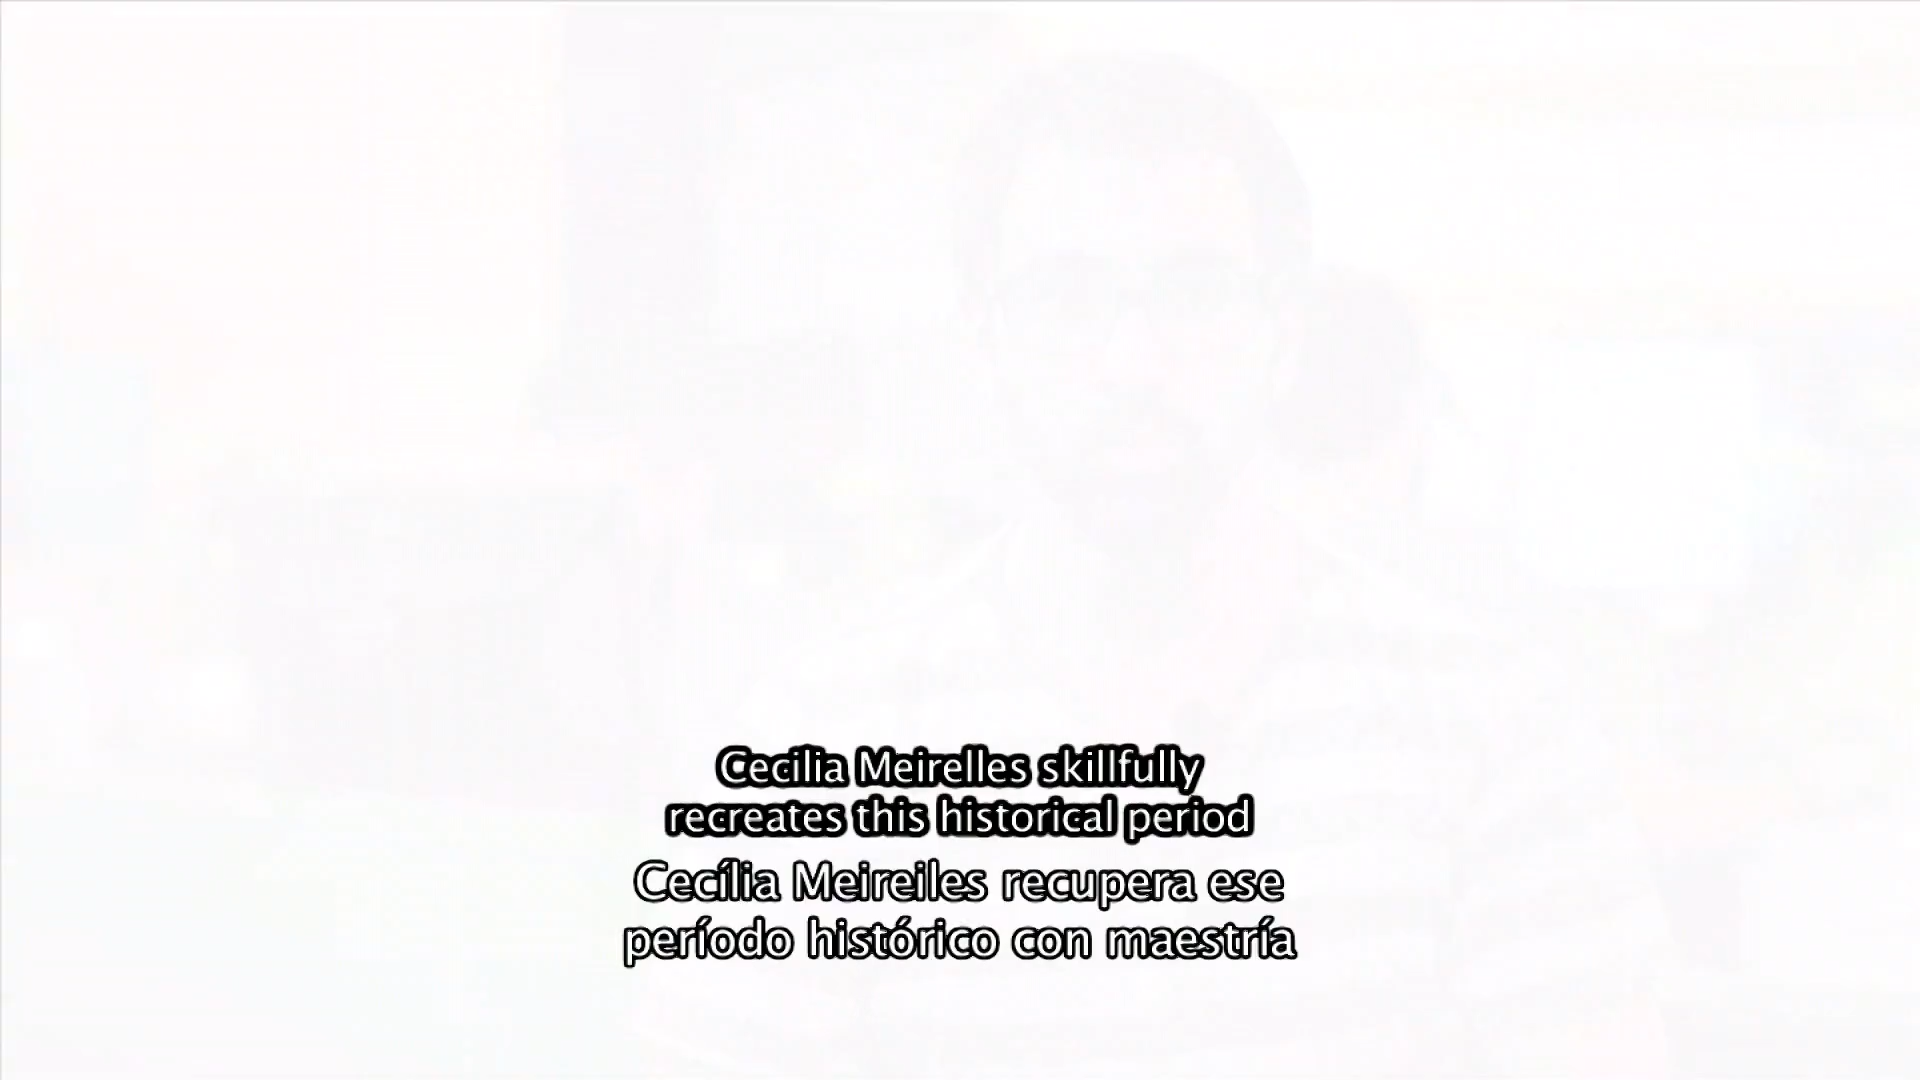 Cecilia Meirelles skillfully
recreates this historical period
Cecília Meireiles recupera ese
período histórico con maestría